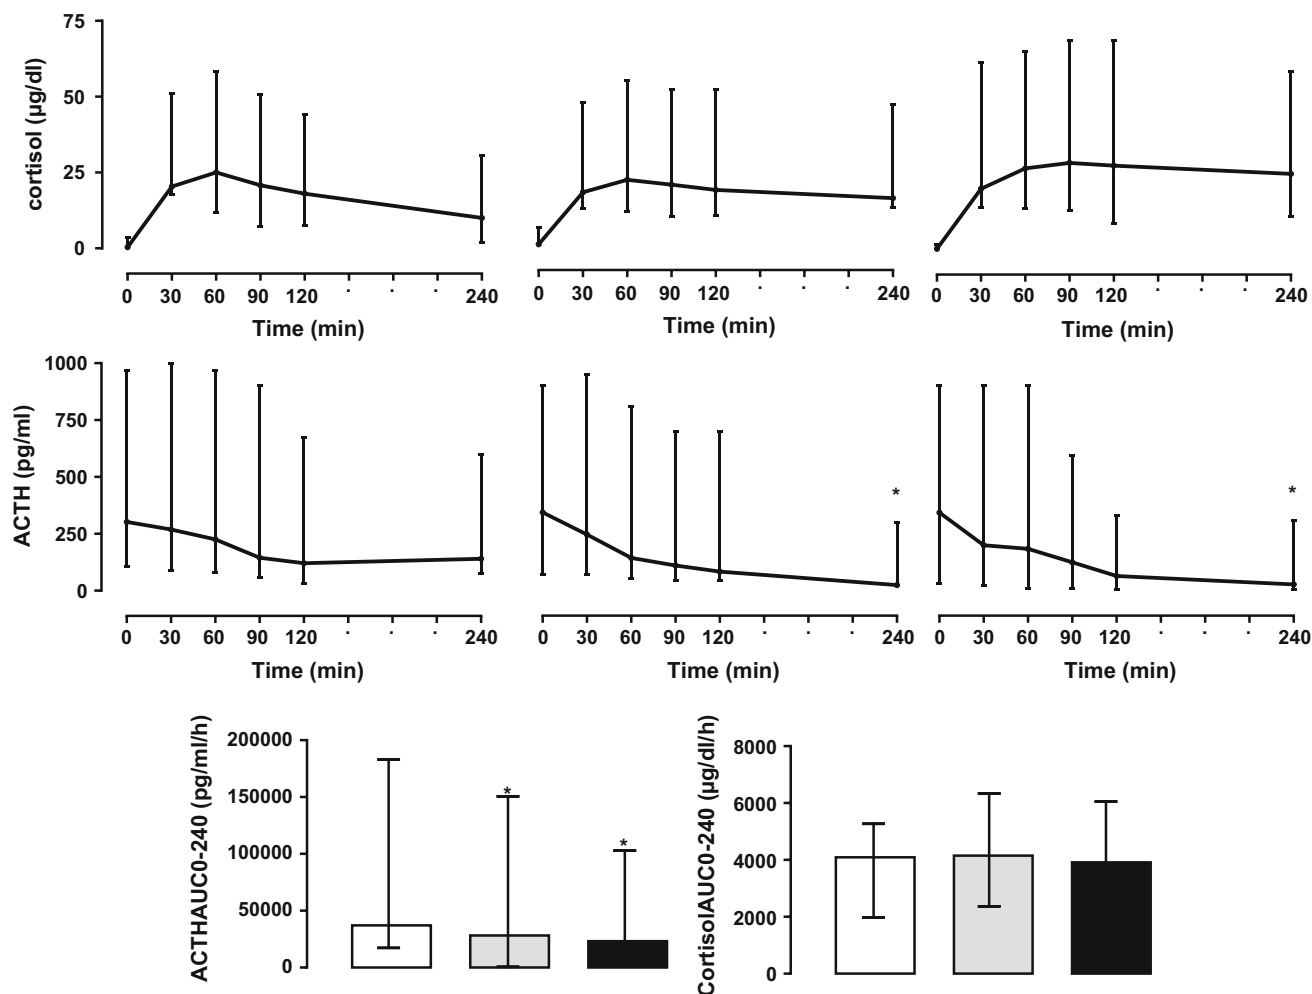 75
50
25
0
cortisol (µg/dl)
0 30 60 90 120 . . . 240
Time (min)
0 30 60 90 120 . . . 240
Time (min)
0 30 60 90 120 . . . 240
Time (min)
1000
750
500
250
0
ACTH (pg/ml)
* *
0 30 60 90 120 . . . 240
Time (min)
0 30 60 90 120 . . . 240
Time (min)
0 30 60 90 120 . . . 240
Time (min)
ACTHAUC0-240 (pg/ml/h)
200000
150000
100000
50000
0
*
*
CortisolAUC0-240 (µg/dl/h)
8000
6000
4000
2000
0